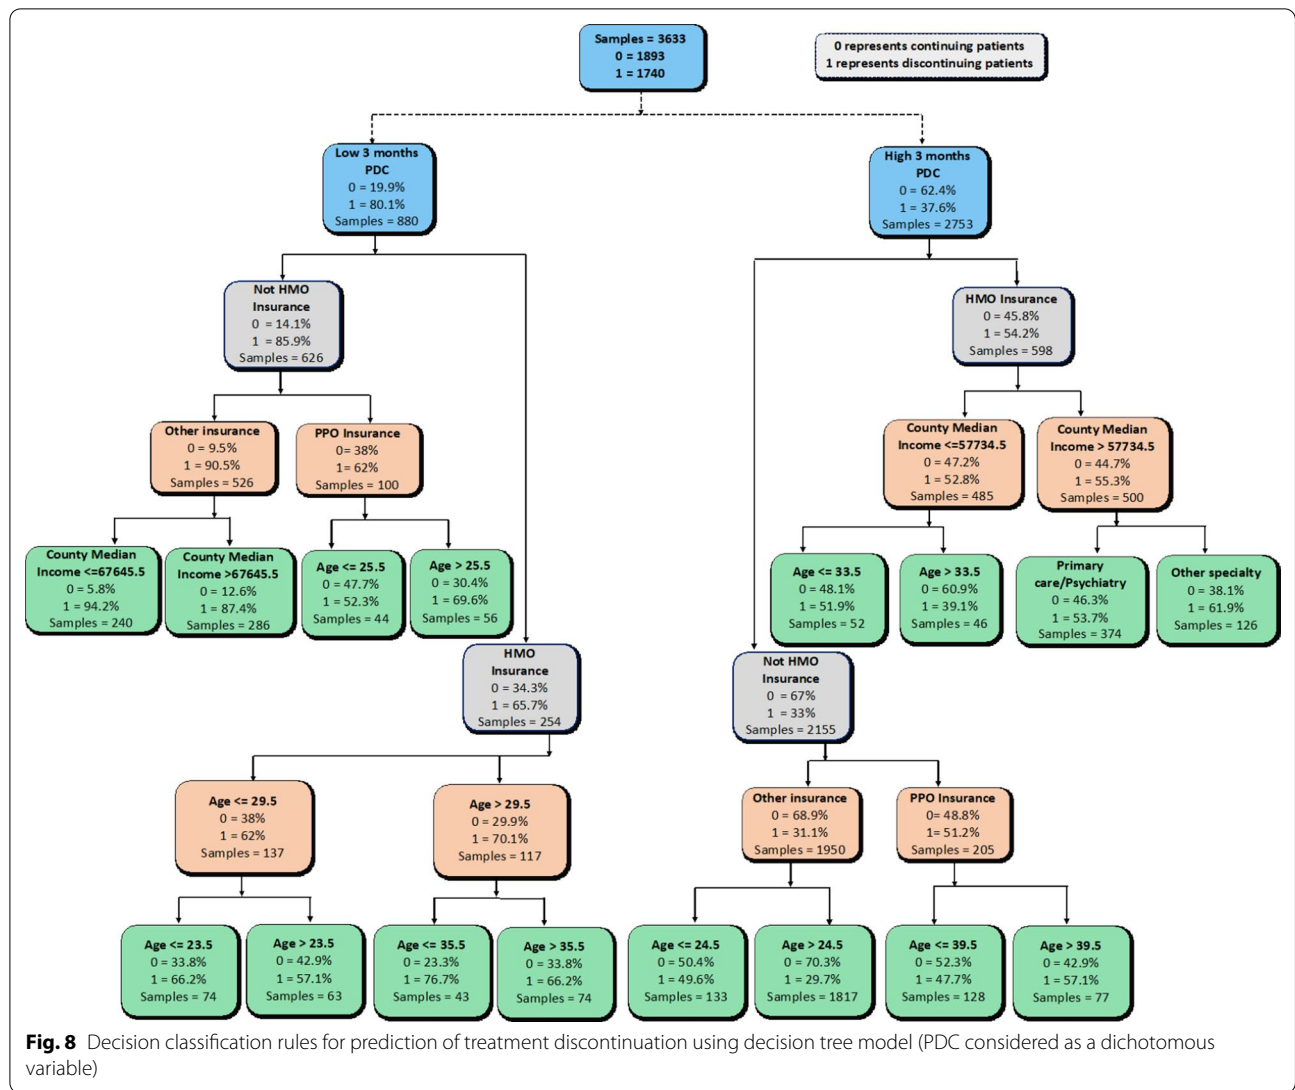 Samples = 3633
0 = 1893
1 = 1740
0 represents continuing patients
1 represents discontinuing patients
Low 3 months
PDC
0 = 19.9%
1 = 80.1%
Samples = 880
High 3 months
PDC
0 = 62.4%
1 = 37.6%
Samples = 2753
Not HMO
Insurance
0 = 14.1%
1 = 85.9%
Samples = 626
HMO Insurance
0 = 45.8%
1 = 54.2%
Samples = 598
Other insurance
0 = 9.5%
1 = 90.5%
Samples = 526
PPO Insurance
0= 38%
1= 62%
Samples = 100
County Median
Income <=57734.5
0 = 47.2%
1 = 52.8%
Samples = 485
County Median
Income > 57734.5
0 = 44.7%
1 = 55.3%
Samples = 500
County Median
Income <=67645.5
0 = 5.8%
1 = 94.2%
Samples = 240
County Median
Income >67645.5
0 = 12.6%
1 = 87.4%
Samples = 286
Age <= 25.5
0 = 47.7%
1 = 52.3%
Samples = 44
Age > 25.5
0 = 30.4%
1 = 69.6%
Samples = 56
Age <= 33.5
0 = 48.1%
1 = 51.9%
Samples = 52
Age > 33.5
0 = 60.9%
1 = 39.1%
Samples = 46
Primary
care/Psychiatry
0 = 46.3%
1 = 53.7%
Samples = 374
Other specialty
0 = 38.1%
1 = 61.9%
Samples = 126
HMO
Insurance
0 = 34.3%
1 = 65.7%
Samples = 254
Not HMO
Insurance
0 = 67%
1 = 33%
Samples = 2155
Age <= 29.5
0 = 38%
1 = 62%
Samples = 137
Age > 29.5
0 = 29.9%
1 = 70.1%
Samples = 117
Other insurance
0 = 68.9%
1 = 31.1%
Samples = 1950
PPO Insurance
0= 48.8%
1= 51.2%
Samples = 205
Age <= 23.5
0 = 33.8%
1 = 66.2%
Samples = 74
Age > 23.5
0 = 42.9%
1 = 57.1%
Samples = 63
Age <= 35.5
0 = 23.3%
1 = 76.7%
Samples = 43
Age > 35.5
0 = 33.8%
1 = 66.2%
Samples = 74
Age <= 24.5
0 = 50.4%
1 = 49.6%
Samples = 133
Age > 24.5
0 = 70.3%
1 = 29.7%
Samples = 1817
Age <= 39.5
0 = 52.3%
1 = 47.7%
Samples = 128
Age > 39.5
0 = 42.9%
1 = 57.1%
Samples = 77
Fig. 8 Decision classification rules for prediction of treatment discontinuation using decision tree model (PDC considered as a dichotomous
variable)